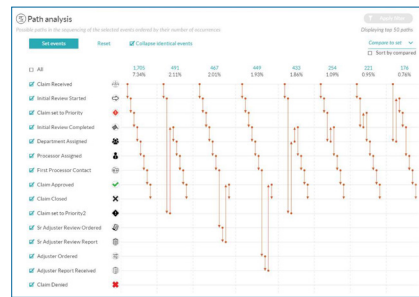 Path analysis
Apply filter
Possible paths in the sequencing of the selected events ordered by their number of occurrences
Displaying top 50 paths
Set events
Reset
Collapse identical events
Compare to set
Sort by compared
All
1,705 491 467 449 433 254 221 176
7.34% 2.11% 2.01% 1.93% 1.86% 1.09% 0.95% 0.76%
Claim Received
Initial Review Started
Claim set to Priority
Initial Review Completed
Department Assigned
Processor Assigned
First Processor Contact
Claim Approved
Claim Closed
Claim set to Priority2
Sr Adjuster Review Ordered
Sr Adjuster Review Report
Adjuster Ordered
Adjuster Report Received
Claim Denied